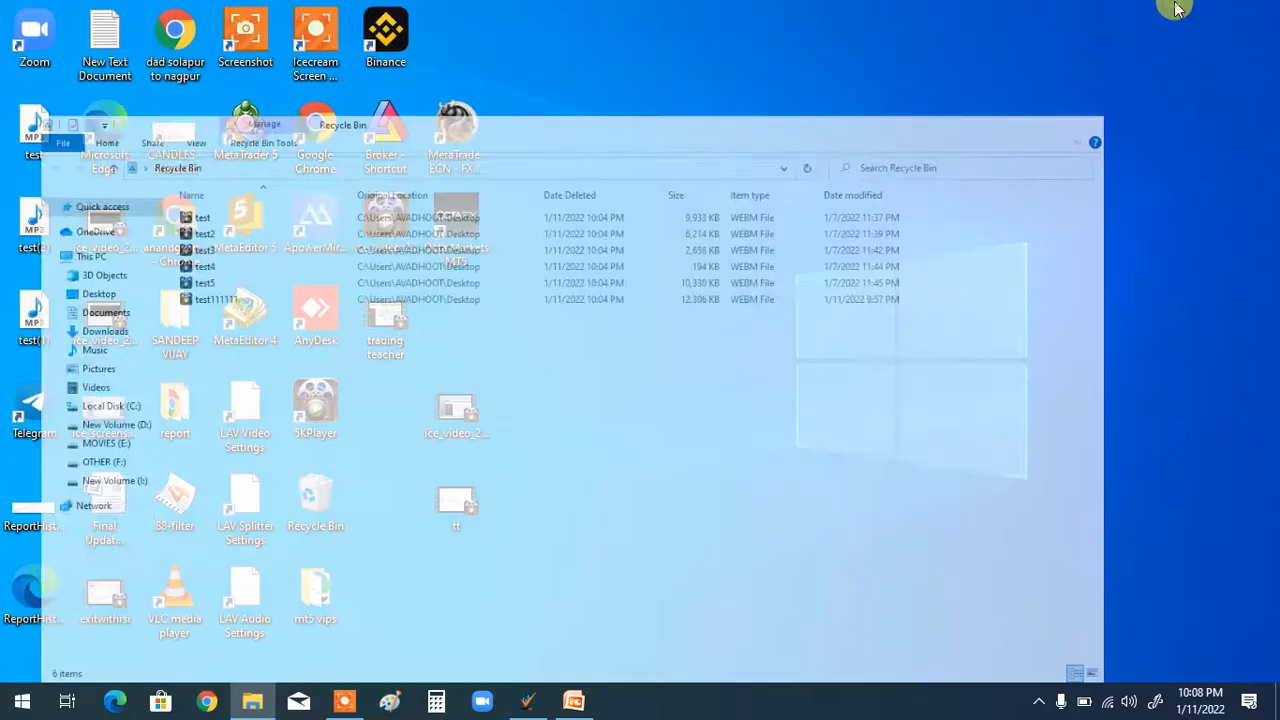 Zoom
New Text Document
dad solapur to nagpur
Screenshot
Icecream Screen ...
Binance
Manage
Recycle Bin
File
Home
Share
View
Recycle Bin Tools
test
Microsoft Edge
CANDLES
MetaTrader 5
Google Chrome
Broker - Shortcut
MetaTrade ECN - FX...
Recycle Bin
Search Recycle Bin
Name
Original Location
Date Deleted
Size
Item type
Date modified
test
C:\Users\AVADHOOT\Desktop
1/11/2022 10:04 PM
9,933 KB
WEBM File
1/7/2022 11:37 PM
test2
C:\Users\AVADHOOT\Desktop
1/11/2022 10:04 PM
6,214 KB
WEBM File
1/7/2022 11:39 PM
test3
C:\Users\AVADHOOT\Desktop
1/11/2022 10:04 PM
2,658 KB
WEBM File
1/7/2022 11:42 PM
test4
C:\Users\AVADHOOT\Desktop
1/11/2022 10:04 PM
194 KB
WEBM File
1/7/2022 11:44 PM
test5
C:\Users\AVADHOOT\Desktop
1/11/2022 10:04 PM
10,330 KB
WEBM File
1/7/2022 11:45 PM
test11111
C:\Users\AVADHOOT\Desktop
1/11/2022 10:04 PM
12,306 KB
WEBM File
1/11/2022 9:57 PM
Quick access
OneDrive
This PC
3D Objects
Desktop
Documents
Downloads
Music
Pictures
Videos
Local Disk (C:)
New Volume (D:)
MOVIES (E:)
OTHER (F:)
New Volume (I:)
Network
test(2)
ice_video_2...
MetaEditor 5
ApowerMir...
MT5
test(1)
ice_video_2...
SANDEEP VIJAY
MetaEditor 4
AnyDesk
trading teacher
Telegram
ice_screens...
report
LAV Video Settings
5KPlayer
ice_video_2...
ReportHist...
Final Updat...
88-filter
LAV Splitter Settings
Recycle Bin
tt
ReportHist...
exitwithrsi
VLC media player
LAV Audio Settings
mt5 vips
6 items
10:08 PM
1/11/2022